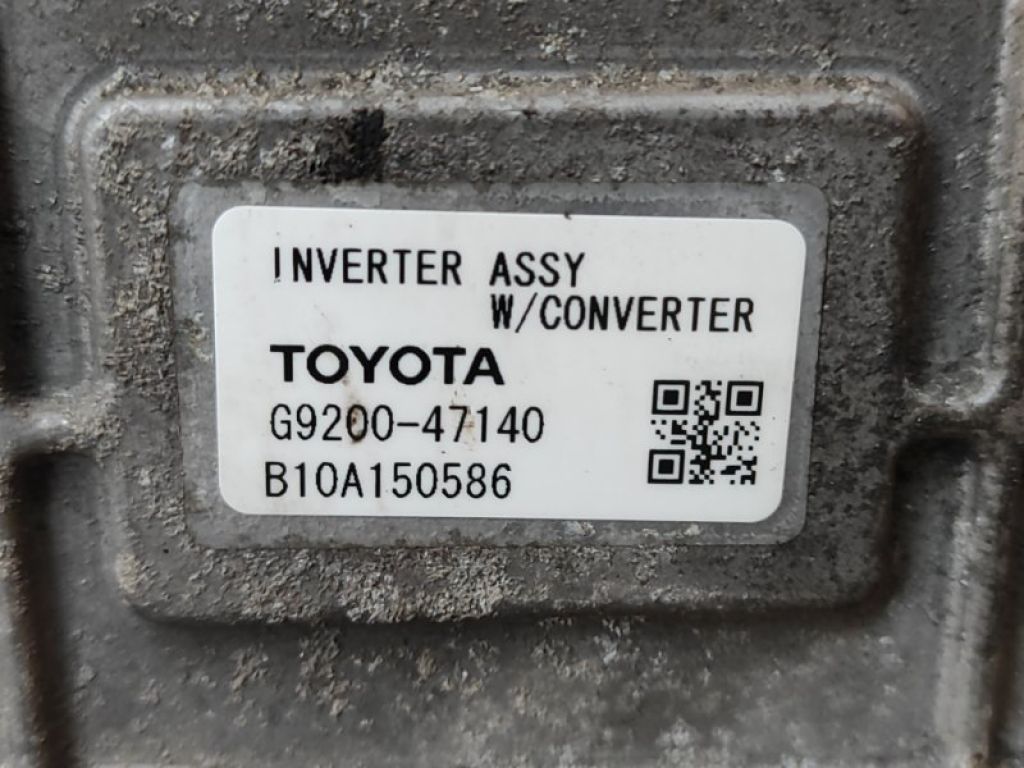 INVERTER ASSY
W/CONVERTER
TOYOTA
G9200-47140
B10A150586